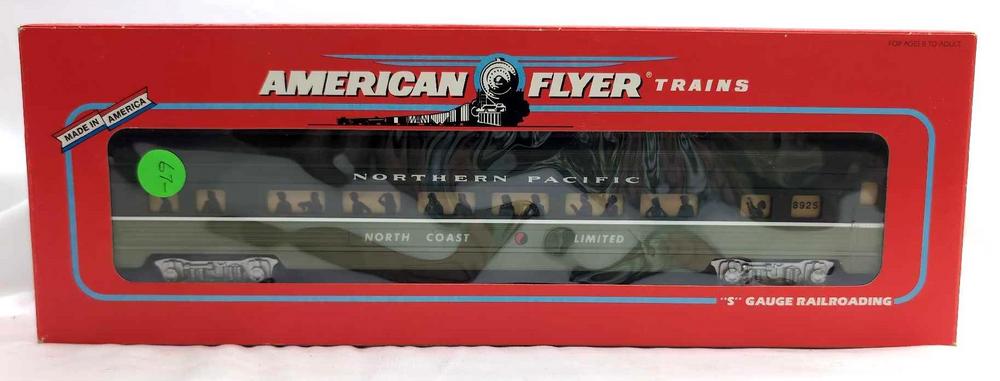 FOR AGES 8 TO ADULT
AMERICAN FLYER® TRAINS
MADE IN AMERICA
67-
NORTHERN PACIFIC
8925
NORTH COAST LIMITED
"S" GAUGE RAILROADING